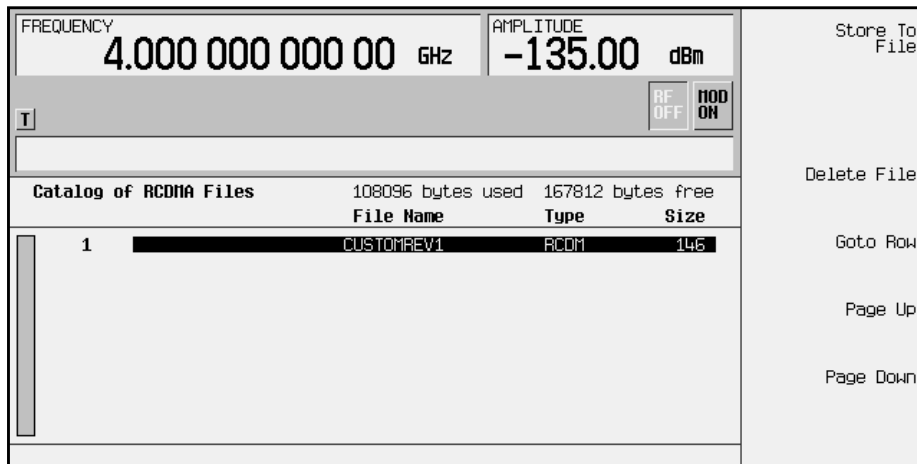 FREQUENCY
4.000 000 000 00 GHz
AMPLITUDE
-135.00 dBm
RF OFF
MOD ON
T
Catalog of RCDMA Files 108096 bytes used 167812 bytes free
File Name Type Size
1 CUSTOMREV1 RCDM 146
Store To
File
Delete File
Goto Row
Page Up
Page Down